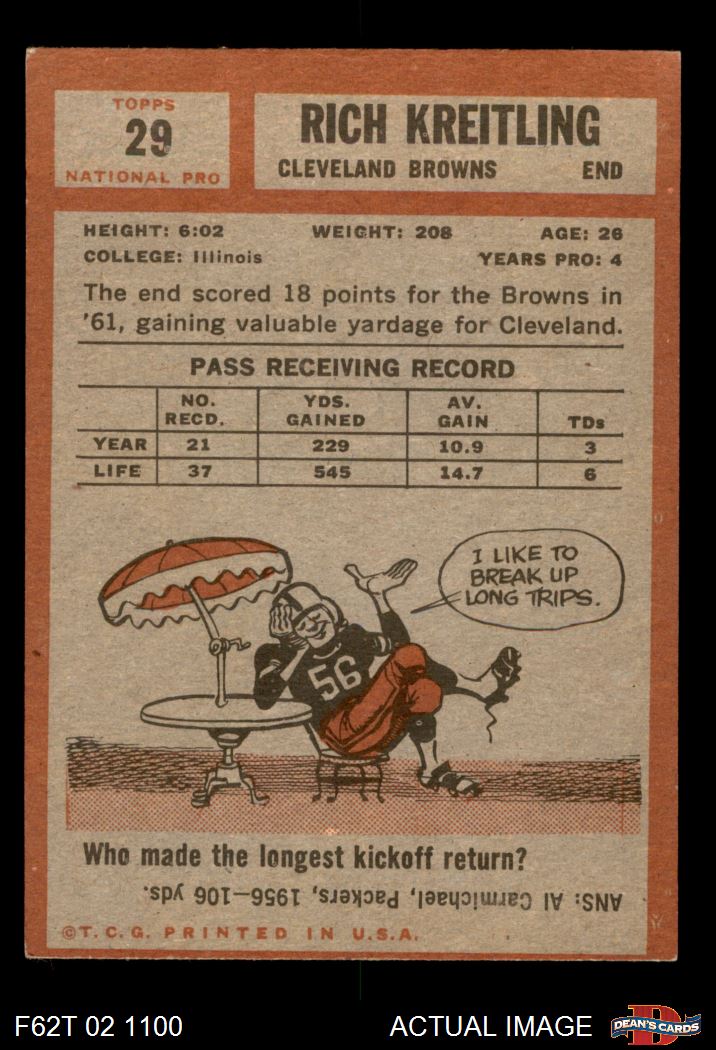 TOPPS
29
NATIONAL PRO
RICH KREITLING
CLEVELAND BROWNS END
HEIGHT: 6:02 WEIGHT: 208 AGE: 26
COLLEGE: Illinois YEARS PRO: 4
The end scored 18 points for the Browns in
'61, gaining valuable yardage for Cleveland.
PASS RECEIVING RECORD
NO. RECD. YDS. GAINED AV. GAIN TDs
YEAR 21 229 10.9 3
LIFE 37 545 14.7 6
I LIKE TO
BREAK UP
LONG TRIPS.
56
Who made the longest kickoff return?
ANS: Al Carmichael, Packers, 1956—106 yds.
©T.C.G. PRINTED IN U.S.A.
F62T 02 1100 ACTUAL IMAGE
DEAN'S CARDS